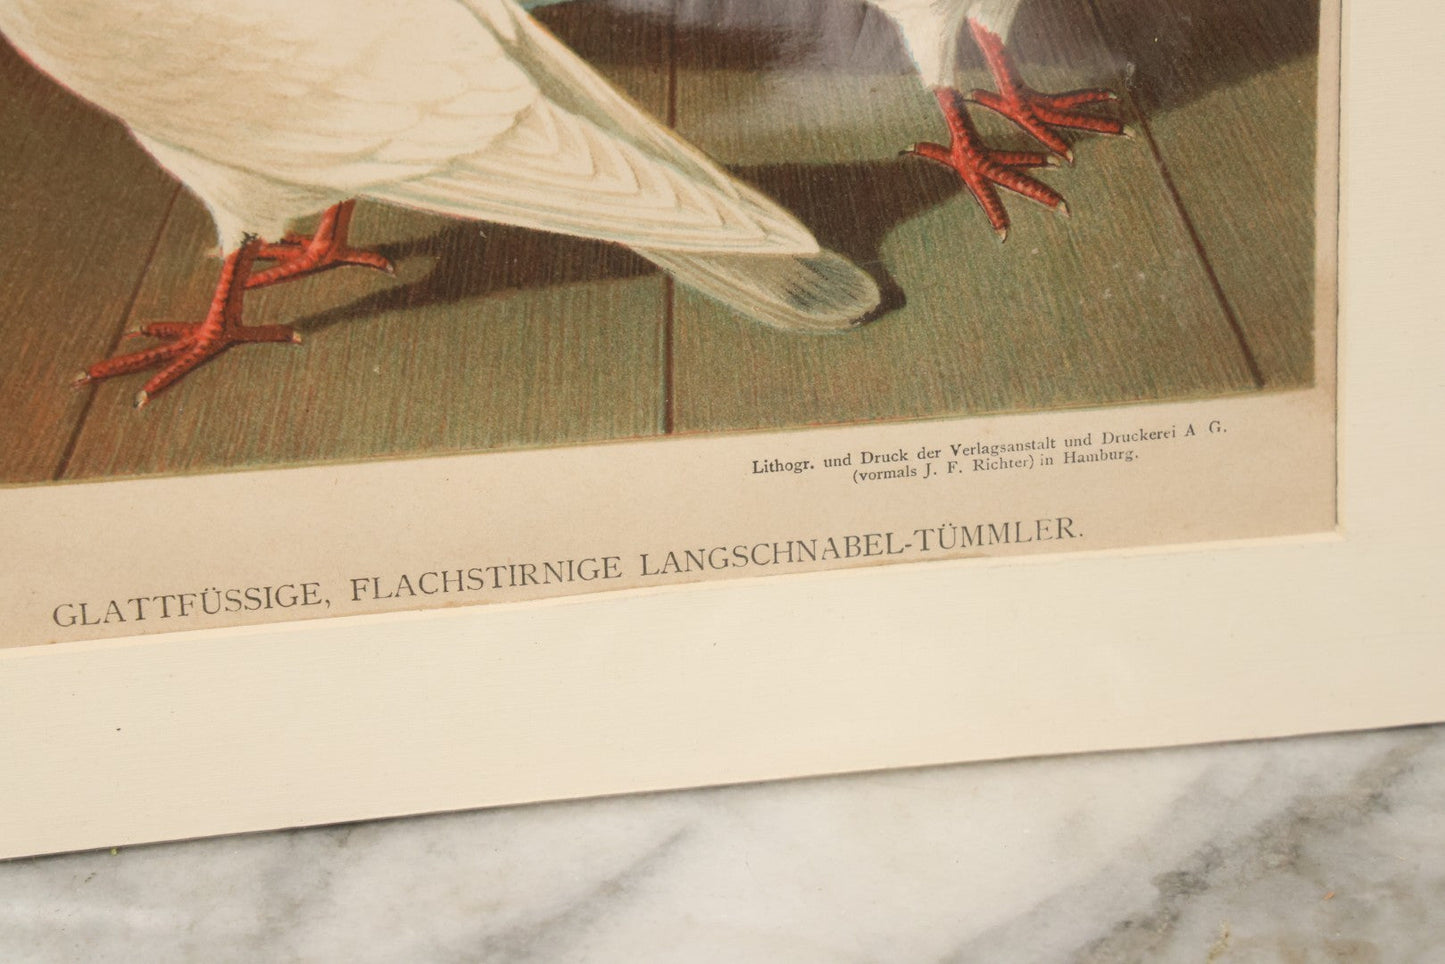 Lithogr. und Druck der Verlagsanstalt und Druckerei A G,
(vormals J. F. Richter) in Hamburg.
GLATTFÜSSIGE, FLACHSTIRNIGE LANGSCHNABEL-TÜMMLER.